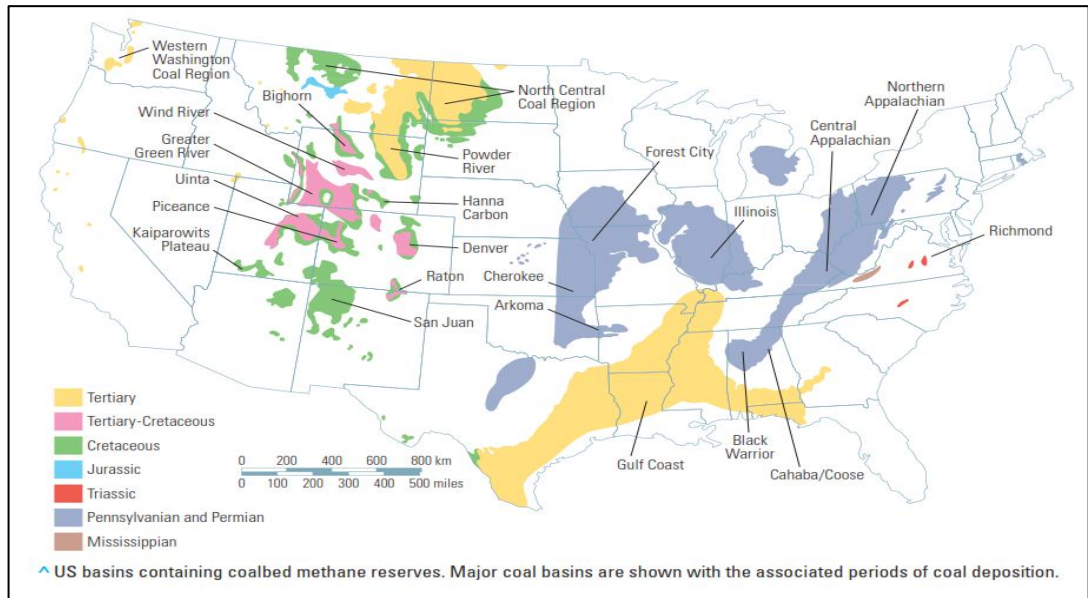 Western
Washington
Coal Region
Bighorn
Wind River
Greater
Green River
Uinta
Piceance
Kaiparowits
Plateau
North Central
Coal Region
Powder
River
Hanna
Carbon
Denver
Raton
San Juan
Forest City
Cherokee
Arkoma
Illinois
Central
Appalachian
Northern
Appalachian
Richmond
Gulf Coast
Black
Warrior
Cahaba/Coose
Tertiary
Tertiary-Cretaceous
Cretaceous
Jurassic
Triassic
Pennsylvanian and Permian
Mississippian
0 200 400 600 800 km
0 100 200 300 400 500 miles
^ US basins containing coalbed methane reserves. Major coal basins are shown with the associated periods of coal deposition.